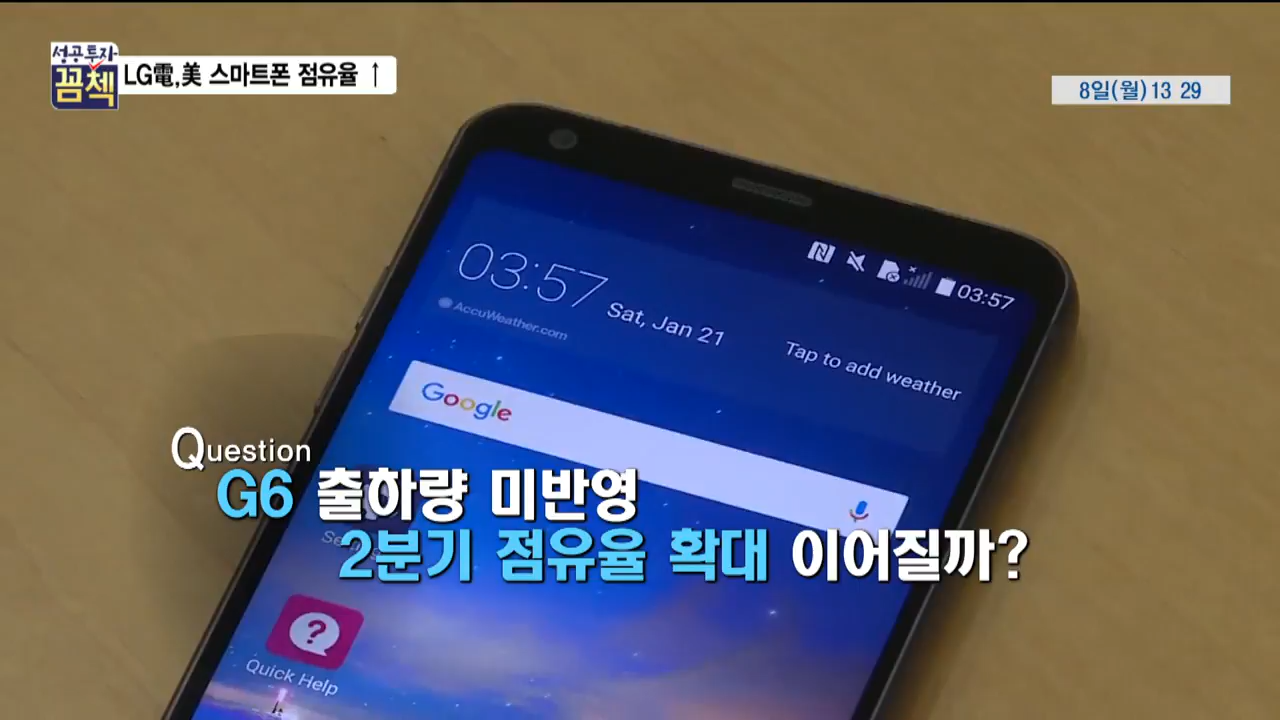 성공투자
꼼첵
LG電,美 스마트폰 점유율 ↑
8일(월)13 29
03:57
03:57
Sat, Jan 21
AccuWeather.com
Tap to add weather
Google
Question
G6 출하량 미반영
2분기 점유율 확대 이어질까?
Quick Help